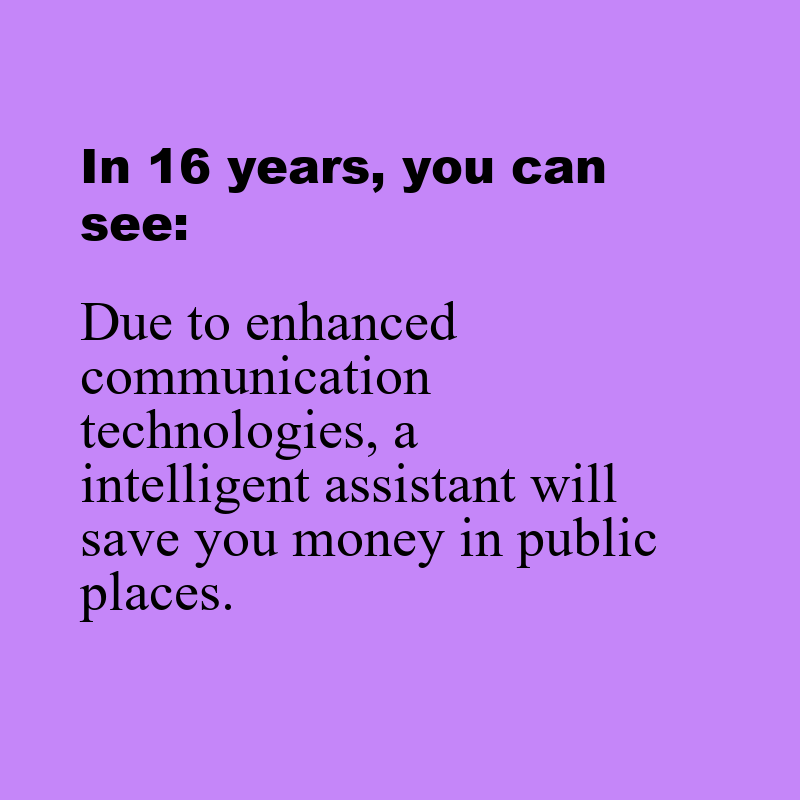 In 16 years, you can
see:
Due to enhanced
communication
technologies, a
intelligent assistant will
save you money in public
places.